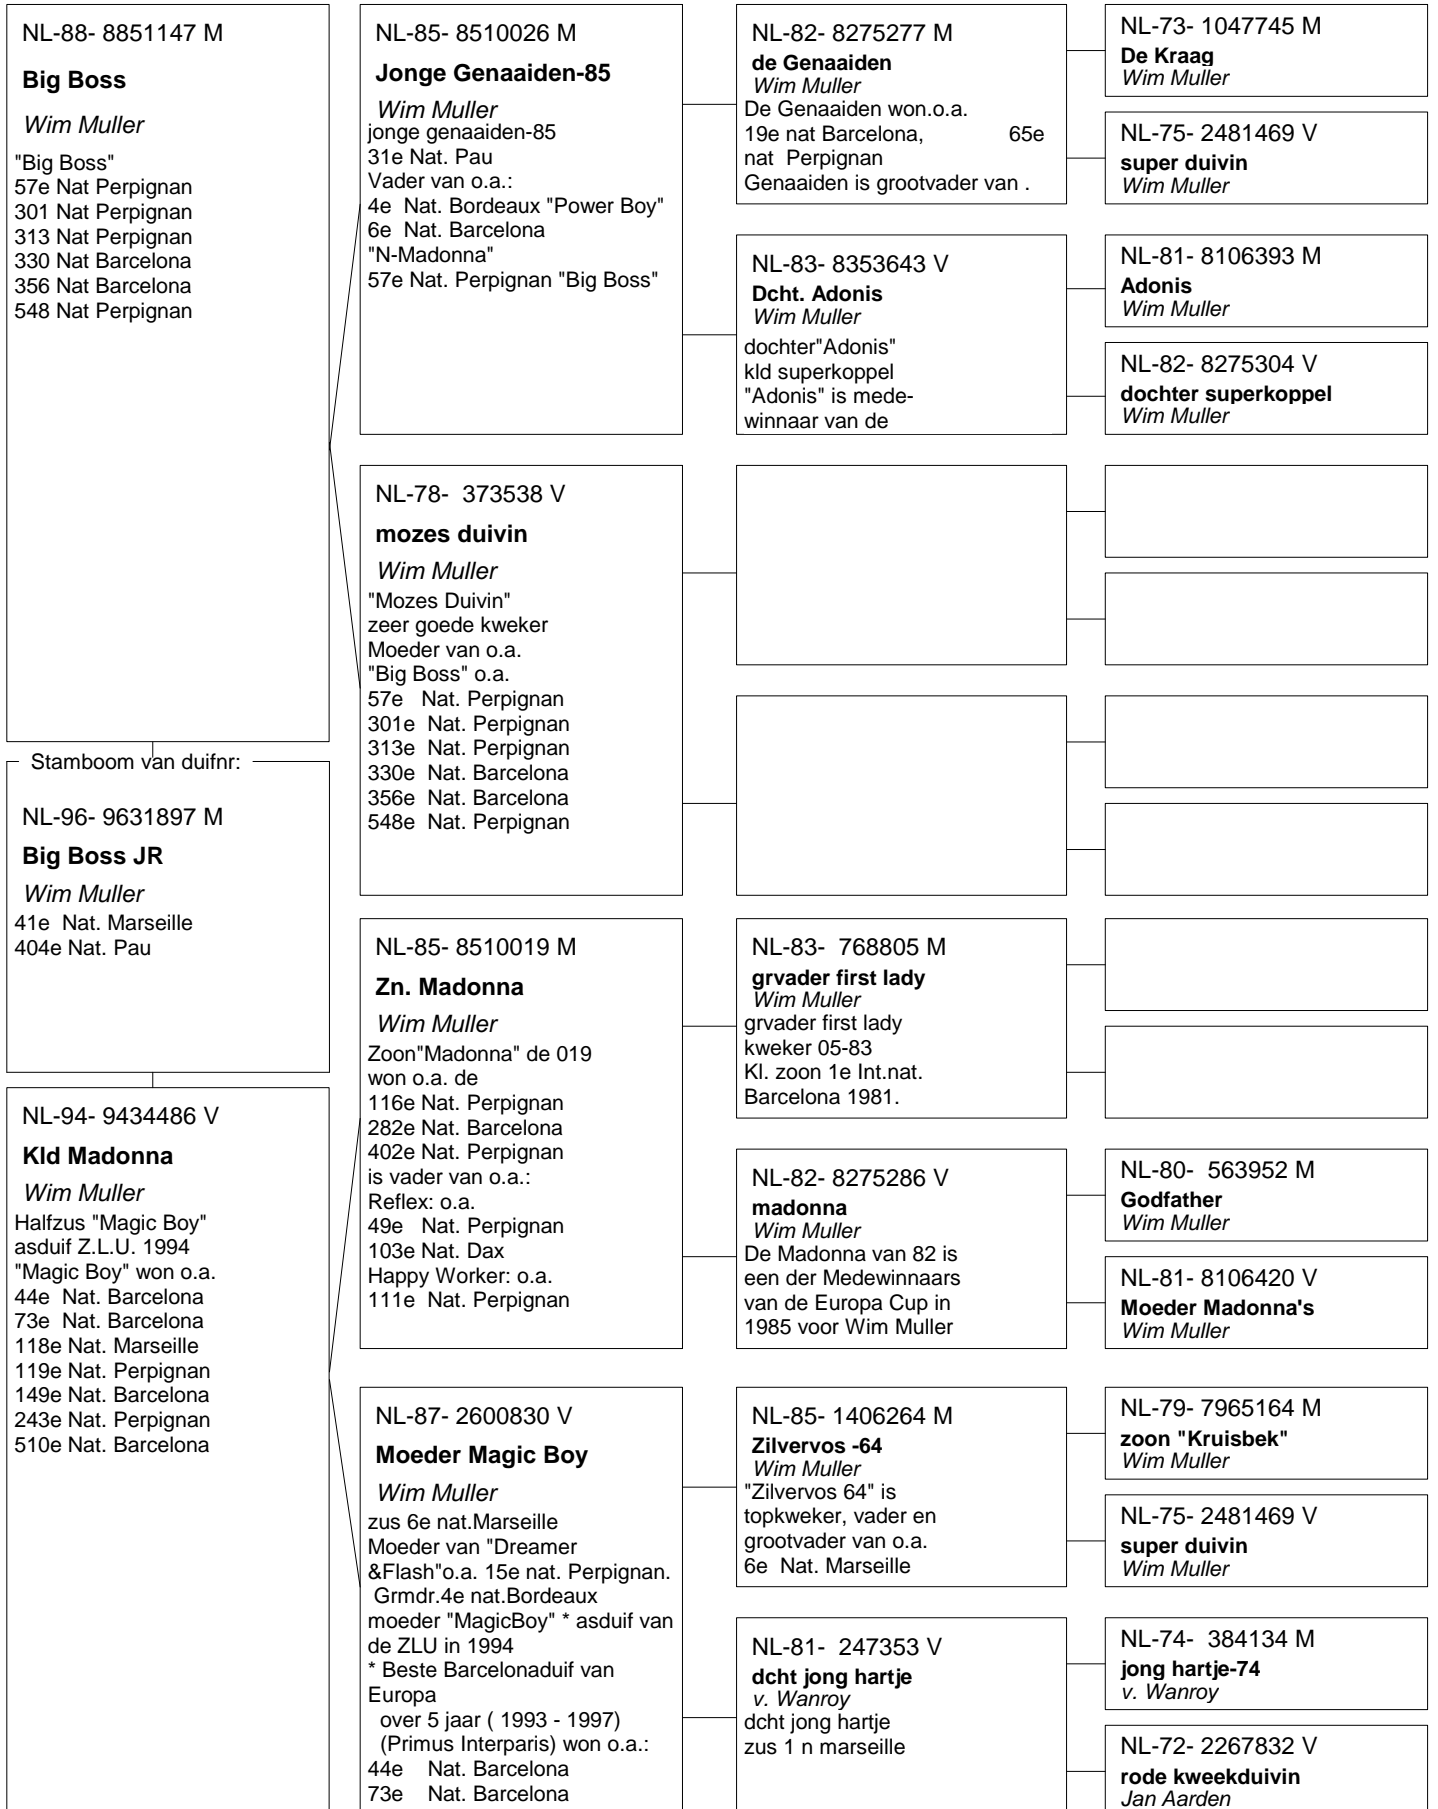 NL-88- 8851147 M
Big Boss
Wim Muller
"Big Boss"
57e Nat Perpignan
301 Nat Perpignan
313 Nat Perpignan
330 Nat Barcelona
356 Nat Barcelona
548 Nat Perpignan
Stamboom van duifnr:
NL-96- 9631897 M
Big Boss JR
Wim Muller
41e Nat. Marseille
404e Nat. Pau
NL-94- 9434486 V
Kld Madonna
Wim Muller
Halfzus "Magic Boy"
asduif Z.L.U. 1994
"Magic Boy" won o.a.
44e Nat. Barcelona
73e Nat. Barcelona
118e Nat. Marseille
119e Nat. Perpignan
149e Nat. Barcelona
243e Nat. Perpignan
510e Nat. Barcelona
NL-85- 8510026 M
Jonge Genaaiden-85
Wim Muller
jonge genaaiden-85
31e Nat. Pau
Vader van o.a.:
4e Nat. Bordeaux "Power Boy"
6e Nat. Barcelona
"N-Madonna"
57e Nat. Perpignan "Big Boss"
NL-78- 373538 V
mozes duivin
Wim Muller
"Mozes Duivin"
zeer goede kweker
Moeder van o.a.
"Big Boss" o.a.
57e Nat. Perpignan
301e Nat. Perpignan
313e Nat. Perpignan
330e Nat. Barcelona
356e Nat. Barcelona
548e Nat. Perpignan
NL-85- 8510019 M
Zn. Madonna
Wim Muller
Zoon"Madonna" de 019
won o.a. de
116e Nat. Perpignan
282e Nat. Barcelona
402e Nat. Perpignan
is vader van o.a.:
Reflex: o.a.
49e Nat. Perpignan
103e Nat. Dax
Happy Worker: o.a.
111e Nat. Perpignan
NL-87- 2600830 V
Moeder Magic Boy
Wim Muller
zus 6e nat.Marseille
Moeder van "Dreamer
&Flash"o.a. 15e nat. Perpignan.
Grmdr.4e nat.Bordeaux
moeder "MagicBoy" * asduif van
de ZLU in 1994
* Beste Barcelonaduif van
Europa
over 5 jaar ( 1993 - 1997)
(Primus Interparis) won o.a.:
44e Nat. Barcelona
73e Nat. Barcelona
NL-82- 8275277 M
de Genaaiden
Wim Muller
De Genaaiden won.o.a.
19e nat Barcelona, 65e
nat Perpignan
Genaaiden is grootvader van .
NL-83- 8353643 V
Dcht. Adonis
Wim Muller
dochter"Adonis"
kld superkoppel
"Adonis" is mede-
winnaar van de
NL-83- 768805 M
grvader first lady
Wim Muller
grvader first lady
kweker 05-83
Kl. zoon 1e Int.nat.
Barcelona 1981.
NL-82- 8275286 V
madonna
Wim Muller
De Madonna van 82 is
een der Medewinnaars
van de Europa Cup in
1985 voor Wim Muller
NL-85- 1406264 M
Zilvervos -64
Wim Muller
"Zilvervos 64" is
topkweker, vader en
grootvader van o.a.
6e Nat. Marseille
NL-81- 247353 V
dcht jong hartje
v. Wanroy
dcht jong hartje
zus 1 n marseille
NL-73- 1047745 M
De Kraag
Wim Muller
NL-75- 2481469 V
super duivin
Wim Muller
NL-81- 8106393 M
Adonis
Wim Muller
NL-82- 8275304 V
dochter superkoppel
Wim Muller
NL-80- 563952 M
Godfather
Wim Muller
NL-81- 8106420 V
Moeder Madonna's
Wim Muller
NL-79- 7965164 M
zoon "Kruisbek"
Wim Muller
NL-75- 2481469 V
super duivin
Wim Muller
NL-74- 384134 M
jong hartje-74
v. Wanroy
NL-72- 2267832 V
rode kweekduivin
Jan Aarden